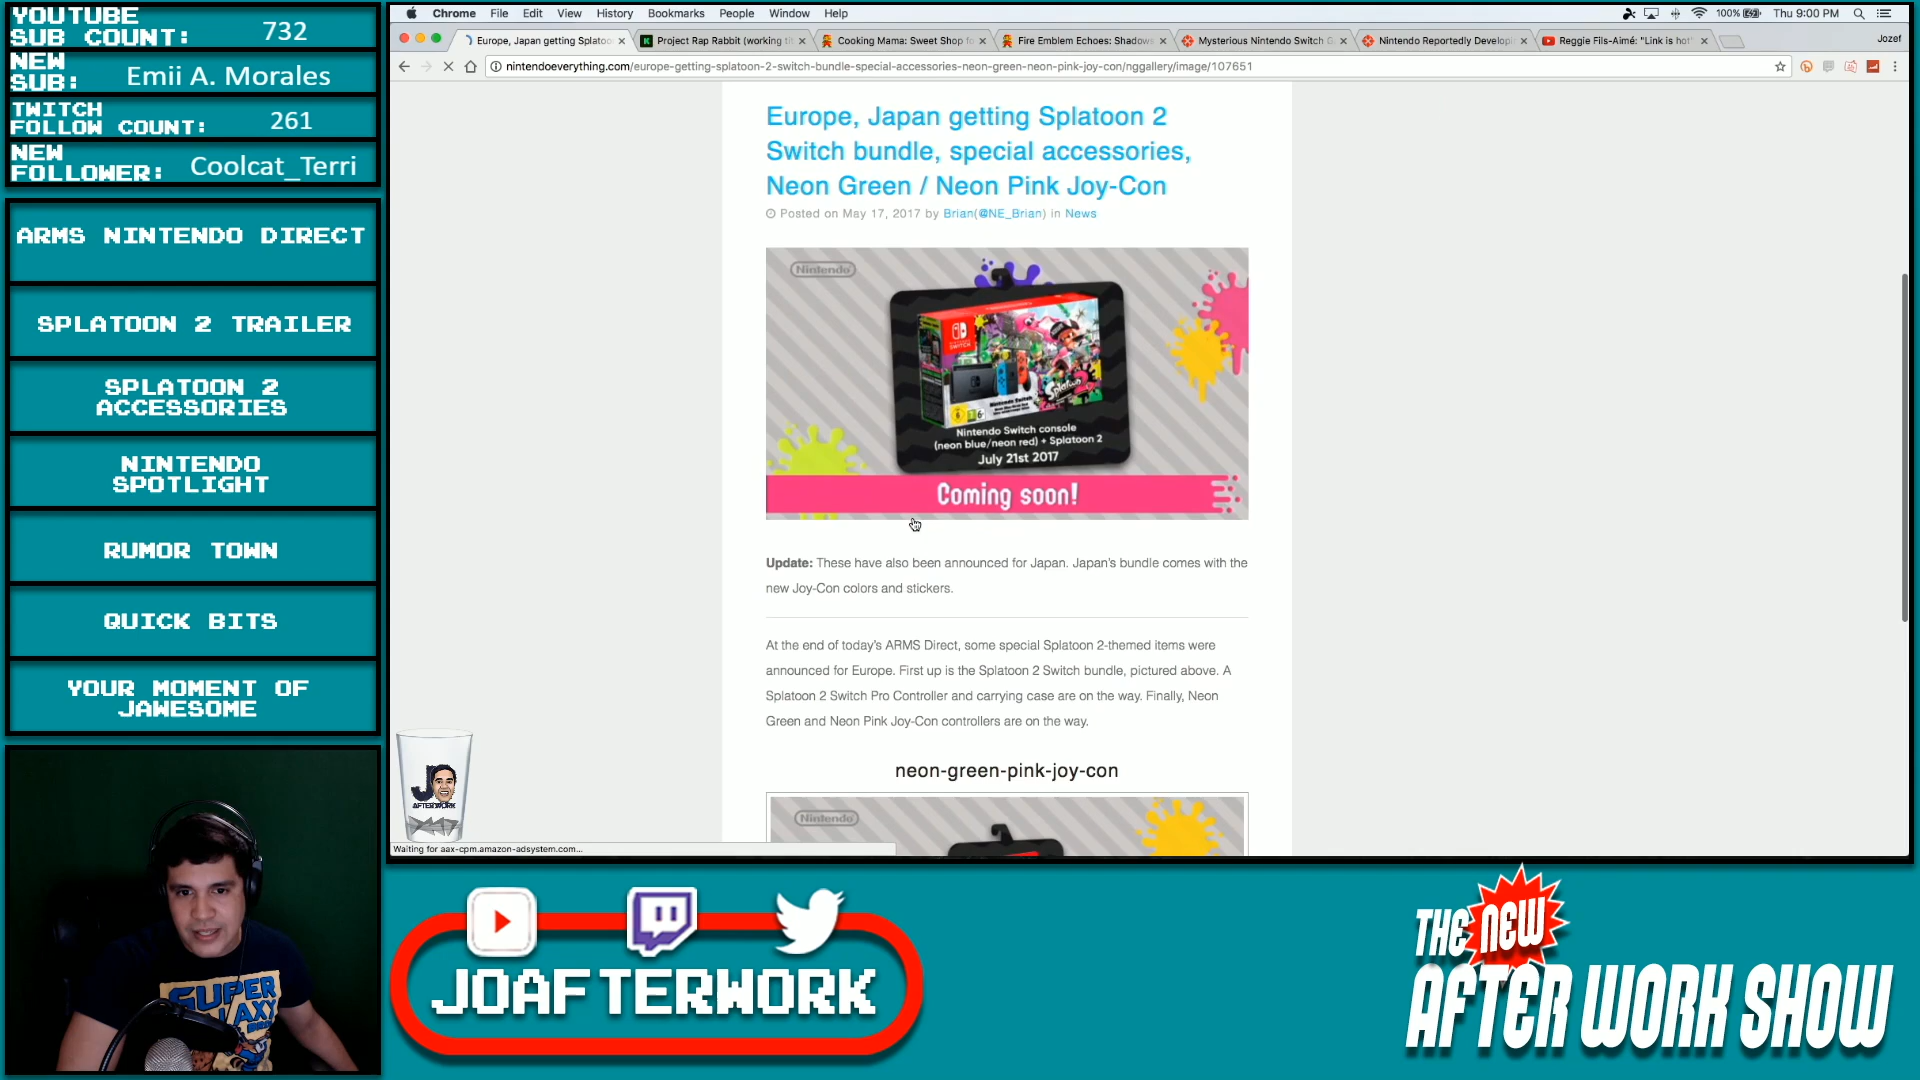 YOUTUBE
SUB COUNT:
732
NEW
SUB:
Emii A. Morales
TWITCH
FOLLOW COUNT:
261
NEW
FOLLOWER:
Coolcat_Terri
ARMS NINTENDO DIRECT
SPLATOON 2 TRAILER
SPLATOON 2
ACCESSORIES
NINTENDO
SPOTLIGHT
RUMOR TOWN
QUICK BITS
YOUR MOMENT OF
JAWESOME
Chrome File Edit View History Bookmarks People Window Help
100% Thu 9:00 PM
Europe, Japan getting Splatoo
Project Rap Rabbit (working tit
Cooking Mama: Sweet Shop fo
Fire Emblem Echoes: Shadows
Mysterious Nintendo Switch G
Nintendo Reportedly Developi
Reggie Fils-Aimé: "Link is hot"
Jozef
nintendoeverything.com/europe-getting-splatoon-2-switch-bundle-special-accessories-neon-green-neon-pink-joy-con/nggallery/image/107651
Europe, Japan getting Splatoon 2
Switch bundle, special accessories,
Neon Green / Neon Pink Joy-Con
Posted on May 17, 2017 by Brian(@NE_Brian) in News
Nintendo
Splatoon 2
Nintendo Switch console
(neon blue/neon red) + Splatoon 2
July 21st 2017
Coming soon!
Update: These have also been announced for Japan. Japan's bundle comes with the
new Joy-Con colors and stickers.
At the end of today's ARMS Direct, some special Splatoon 2-themed items were
announced for Europe. First up is the Splatoon 2 Switch bundle, pictured above. A
Splatoon 2 Switch Pro Controller and carrying case are on the way. Finally, Neon
Green and Neon Pink Joy-Con controllers are on the way.
neon-green-pink-joy-con
Nintendo
Waiting for aax-cpm.amazon-adsystem.com...
JO
AFTERWORK
SUPER
JOAFTERWORK
THE NEW
AFTER WORK SHOW